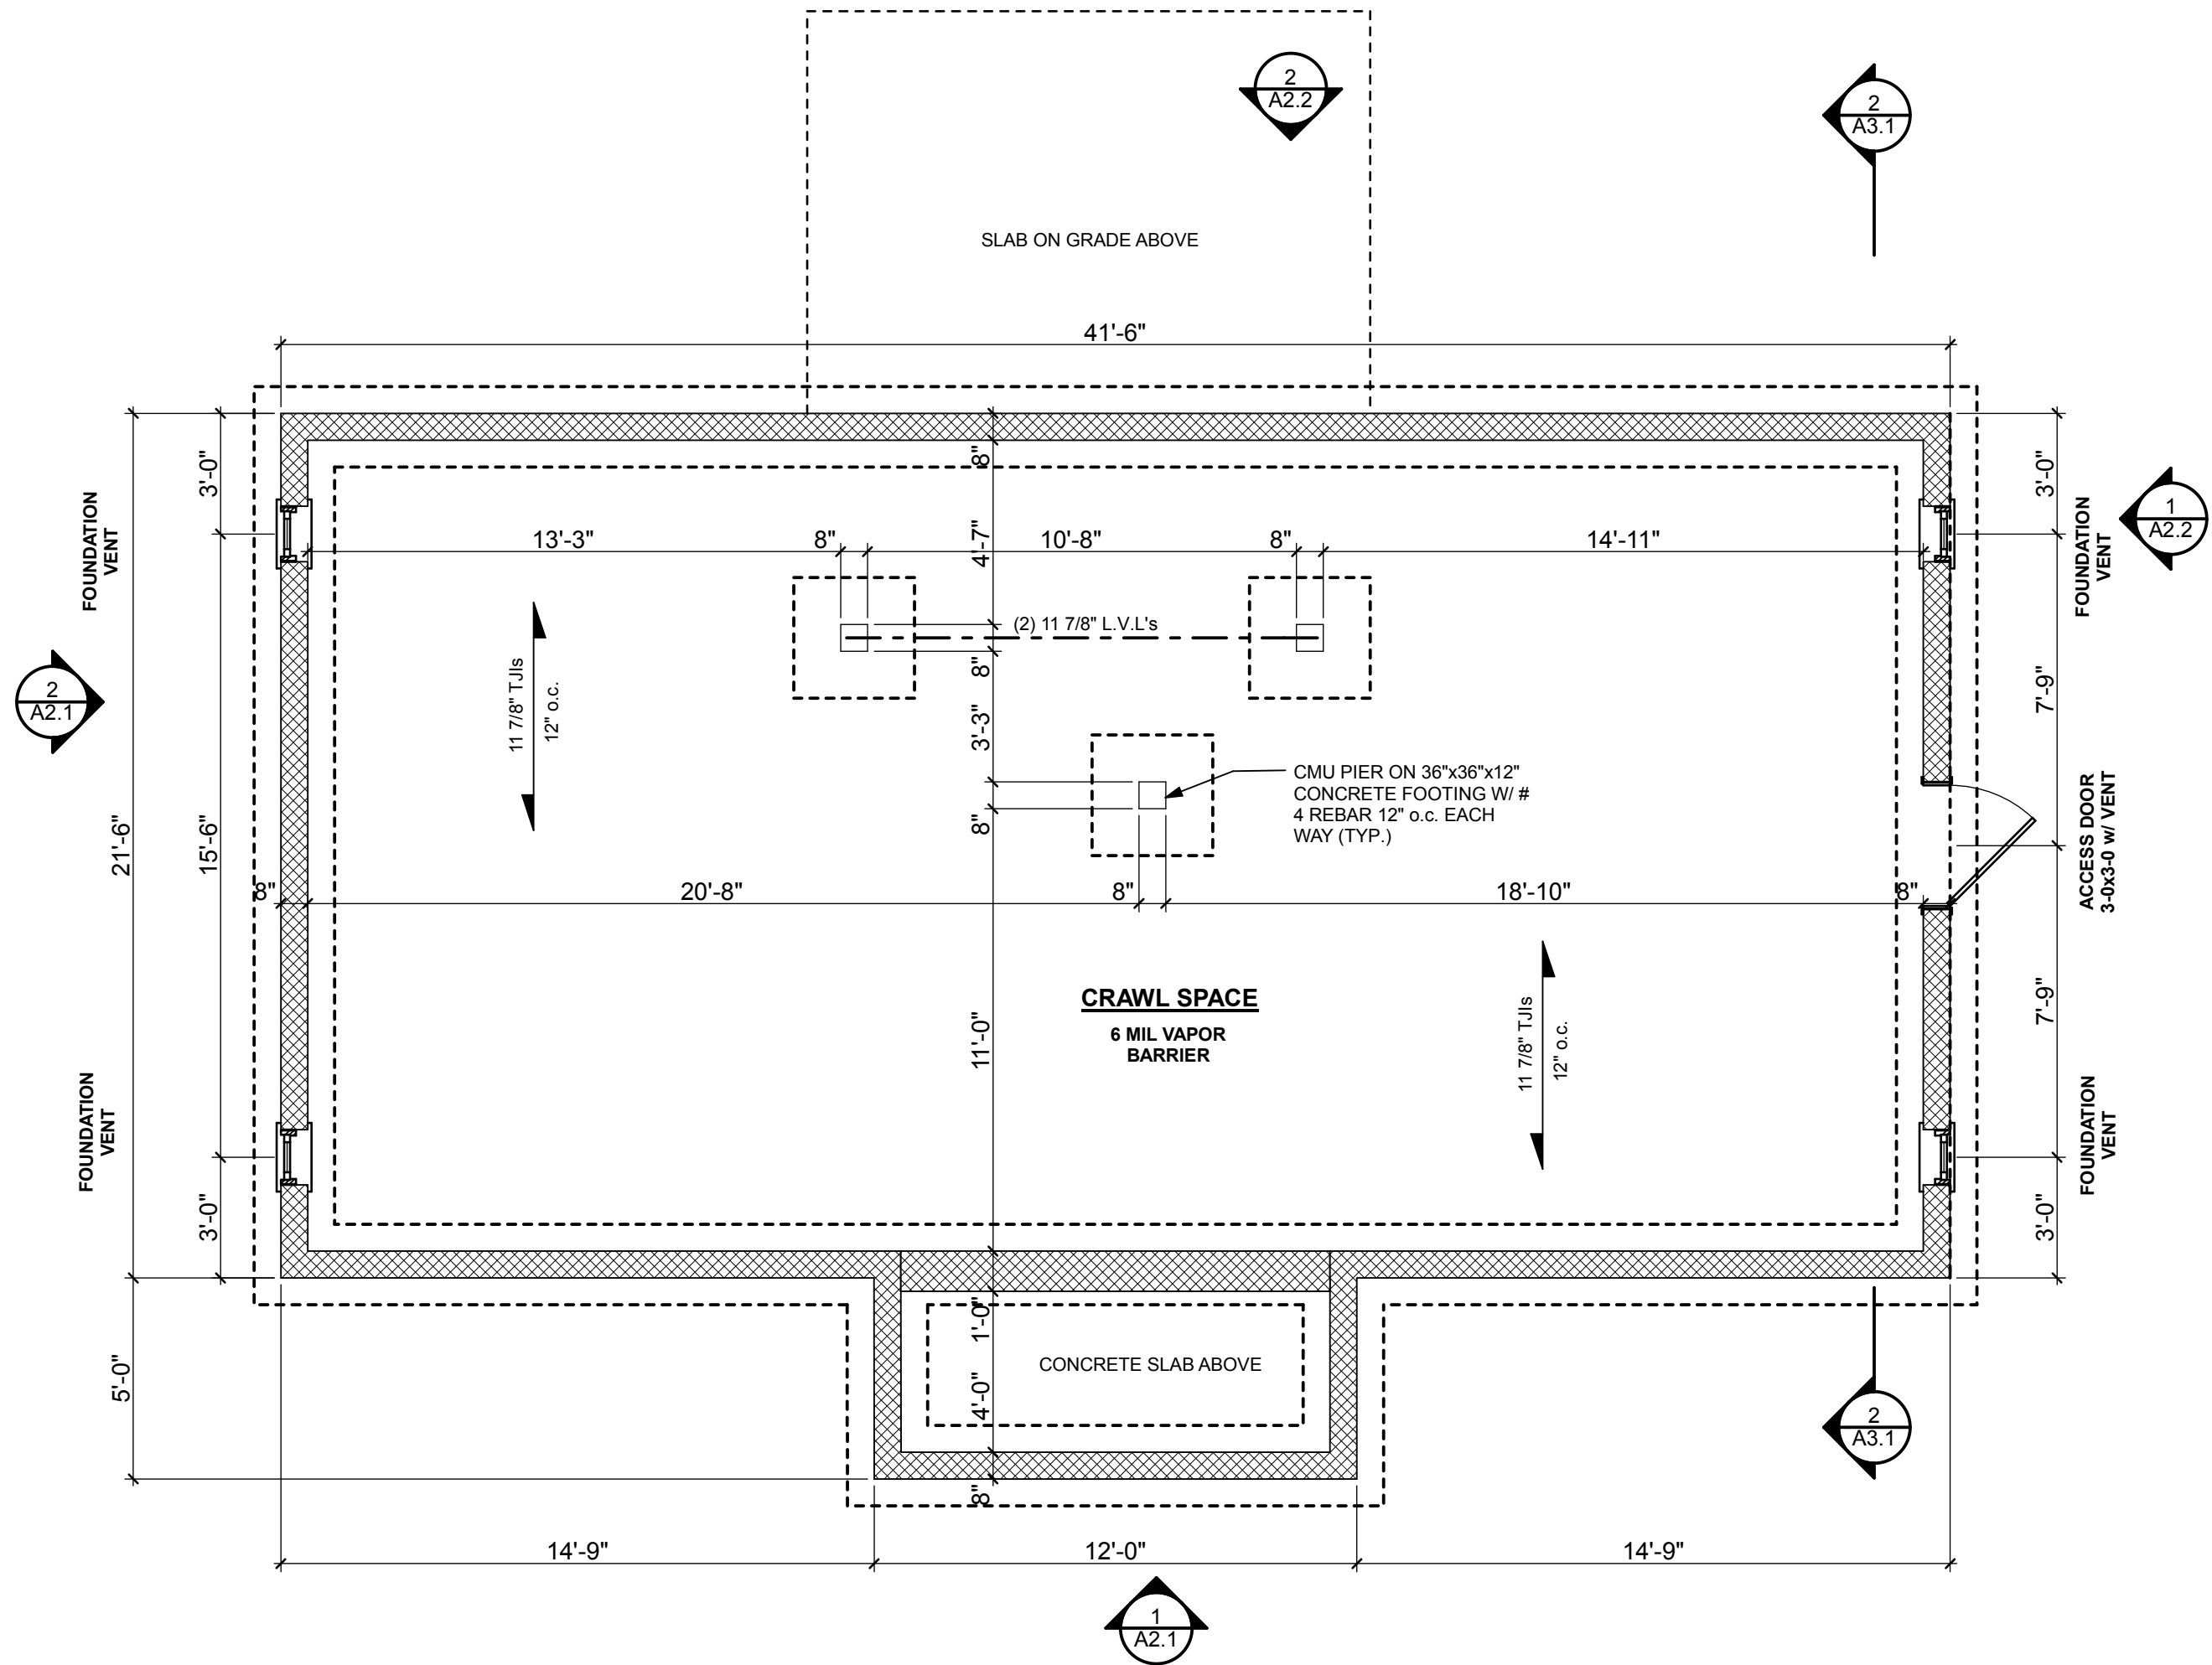 2
A2.2
2
A3.1
SLAB ON GRADE ABOVE
41'-6"
3'-0"
8"
3'-0"
FOUNDATION
VENT
FOUNDATION
VENT
1
A2.2
13'-3"
8"
4'-7"
10'-8"
8"
14'-11"
(2) 11 7/8" L.V.L's
11 7/8" TJIs
12" o.c.
8"
7'-9"
2
A2.1
3'-3"
CMU PIER ON 36"x36"x12"
CONCRETE FOOTING W/ #
4 REBAR 12" o.c. EACH
WAY (TYP.)
8"
21'-6"
15'-6"
ACCESS DOOR
3-0x3-0 w/ VENT
8"
20'-8"
8"
18'-10"
8"
CRAWL SPACE
6 MIL VAPOR
BARRIER
11'-0"
11 7/8" TJIs
12" o.c.
7'-9"
FOUNDATION
VENT
FOUNDATION
VENT
3'-0"
3'-0"
1'-0"
CONCRETE SLAB ABOVE
5'-0"
4'-0"
2
A3.1
8"
14'-9"
12'-0"
14'-9"
1
A2.1